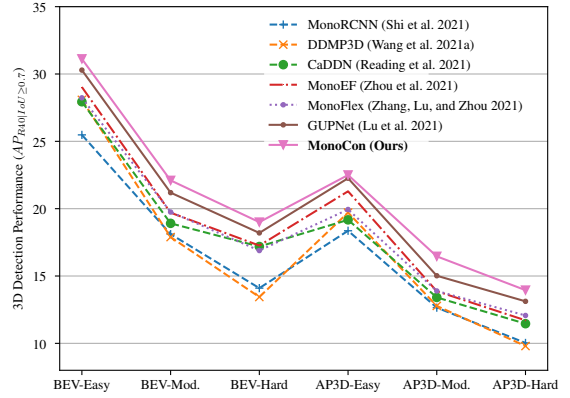 3D Detection Performance (AP_R40|IoU≥0.7)
35
30
25
20
15
10
MonoRCNN (Shi et al. 2021)
DDMP3D (Wang et al. 2021a)
CaDDN (Reading et al. 2021)
MonoEF (Zhou et al. 2021)
MonoFlex (Zhang, Lu, and Zhou 2021)
GUPNet (Lu et al. 2021)
MonoCon (Ours)
BEV-Easy BEV-Mod. BEV-Hard AP3D-Easy AP3D-Mod. AP3D-Hard